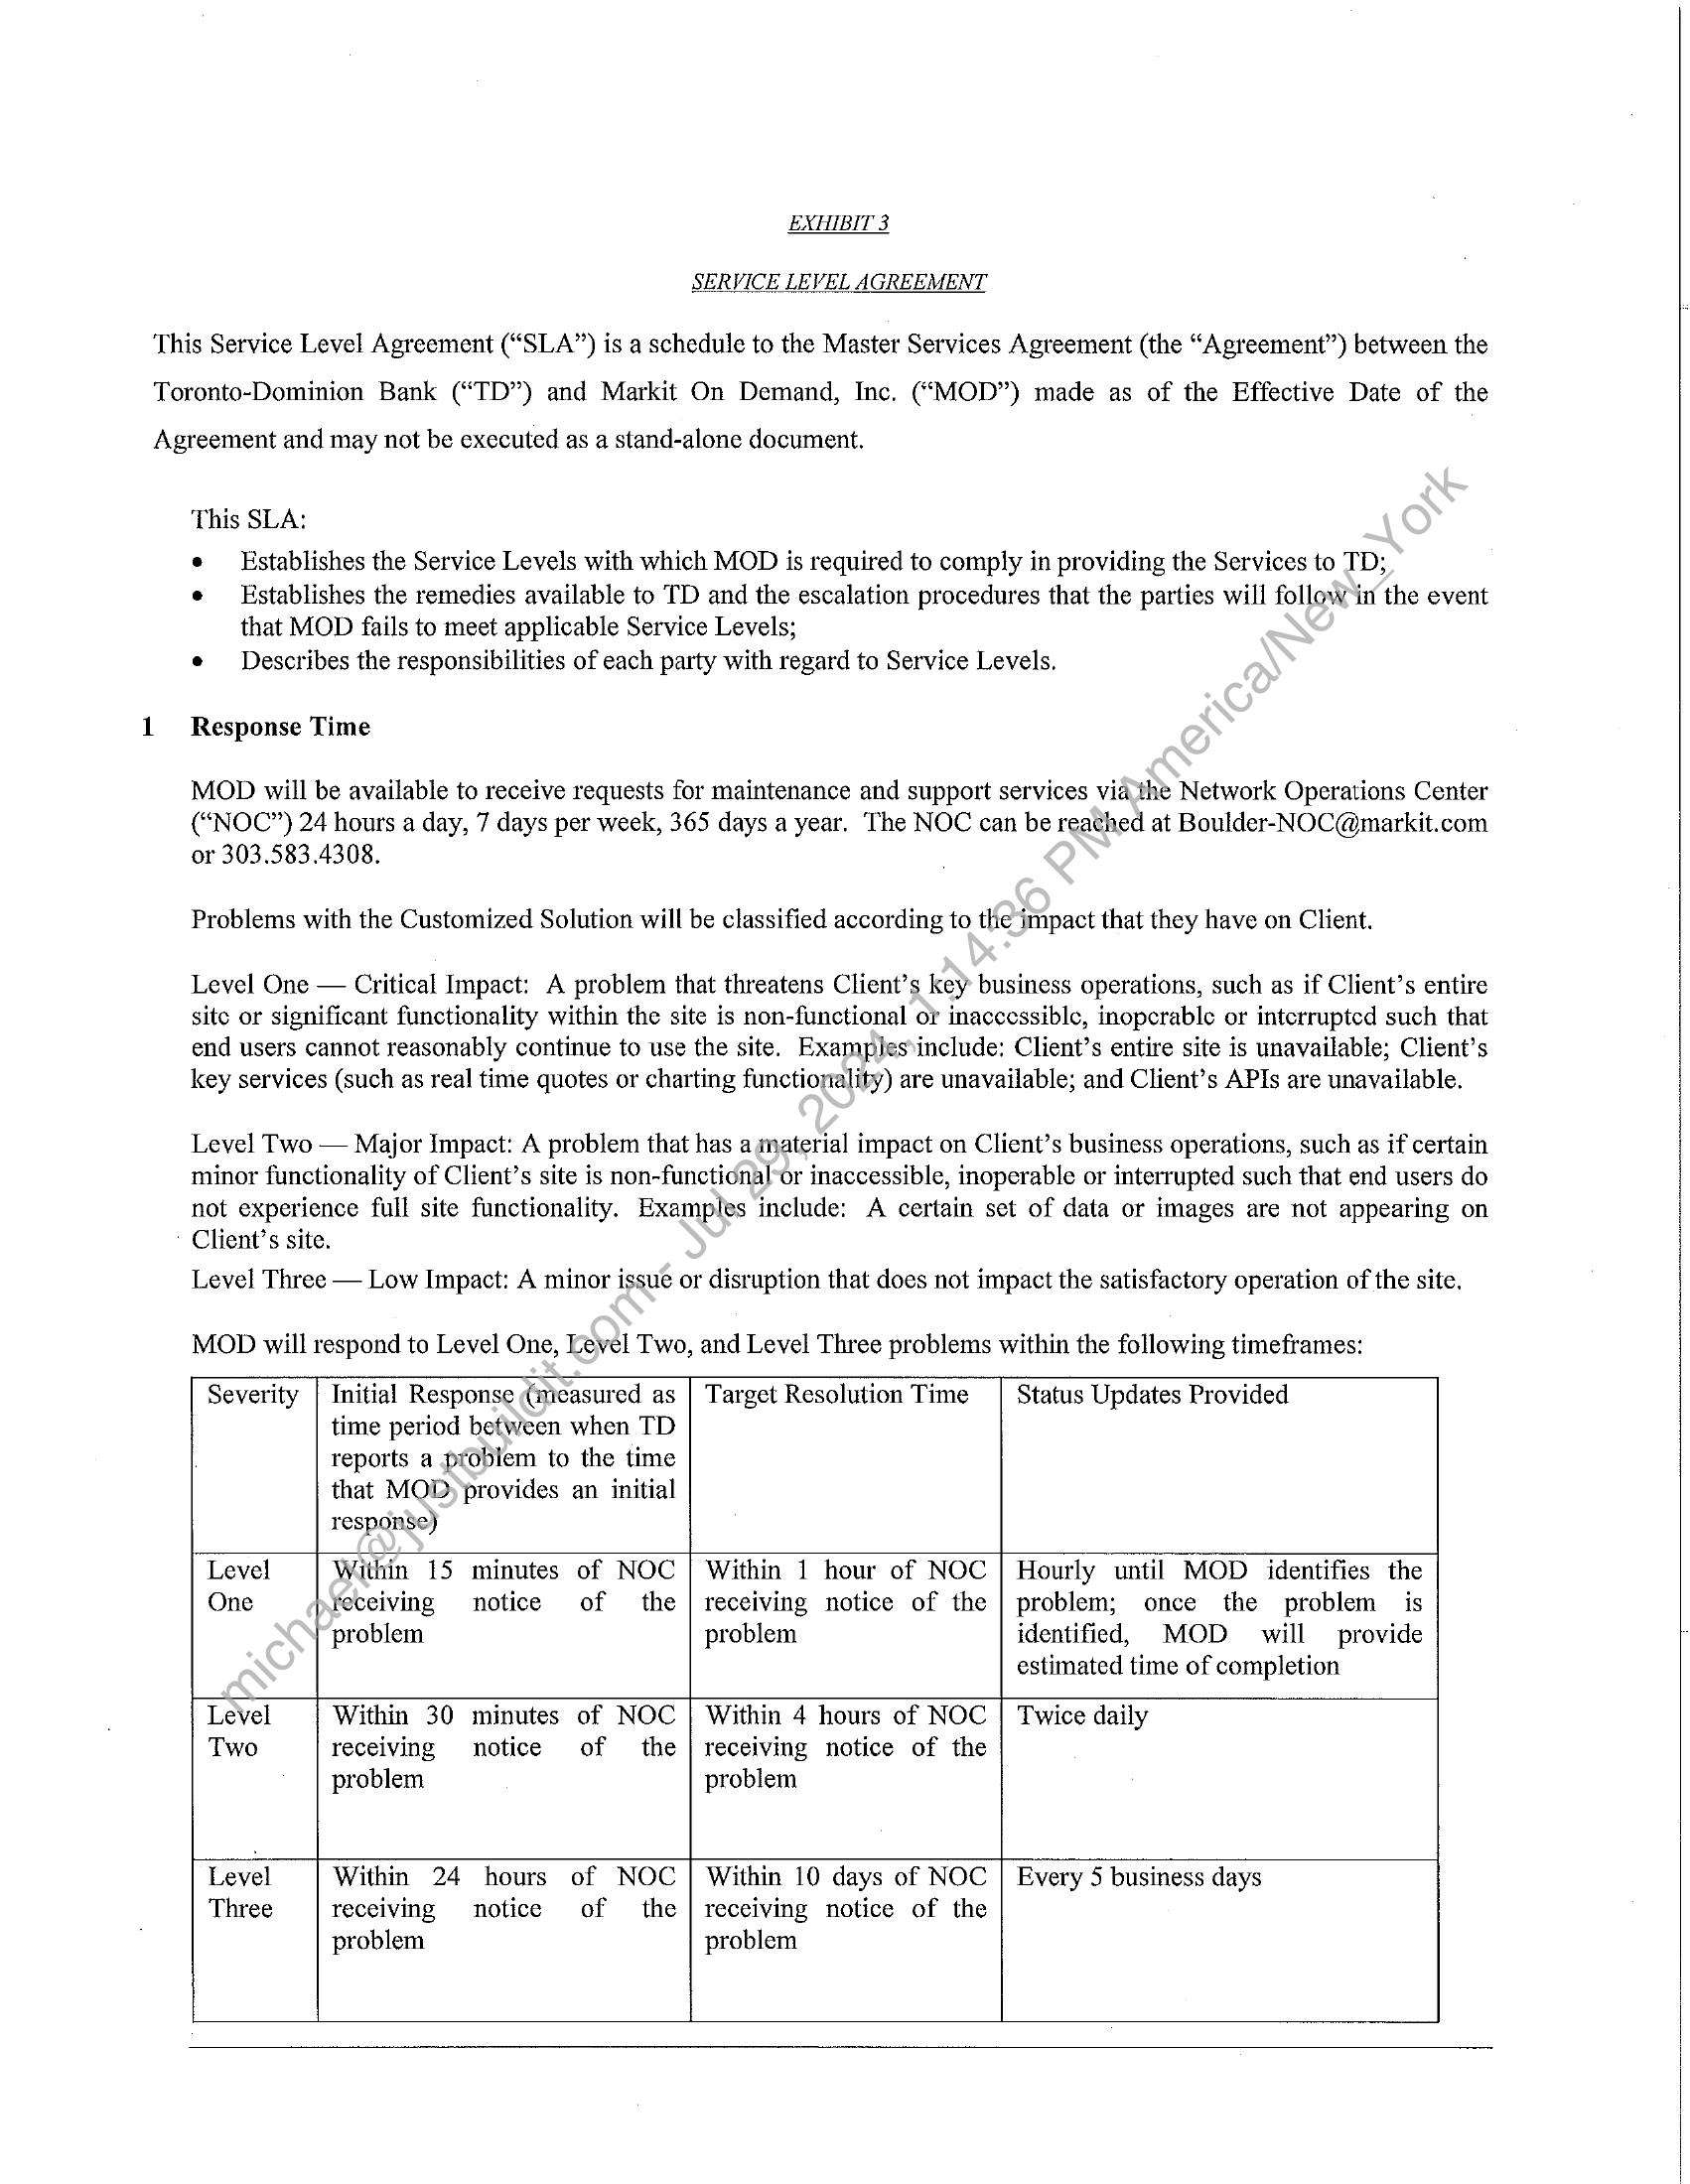 EXHIBIT 3
SERVICE LEVEL AGREEMENT
This Service Level Agreement (“SLA”) is a schedule to the Master Services Agreement (the “Agreement”) between the
Toronto-Dominion Bank (“TD”) and Markit On Demand, Inc. (“MOD”) made as of the Effective Date of the
Agreement and may not be executed as a stand-alone document.
This SLA:
• Establishes the Service Levels with which MOD is required to comply in providing the Services to TD;
• Establishes the remedies available to TD and the escalation procedures that the parties will follow in the event
that MOD fails to meet applicable Service Levels;
• Describes the responsibilities of each party with regard to Service Levels.
1 Response Time
MOD will be available to receive requests for maintenance and support services via the Network Operations Center
(“NOC”) 24 hours a day, 7 days per week, 365 days a year. The NOC can be reached at Boulder-NOC@markit.com
or 303.583.4308.
Problems with the Customized Solution will be classified according to the impact that they have on Client.
Level One — Critical Impact: A problem that threatens Client’s key business operations, such as if Client’s entire
site or significant functionality within the site is non-functional or inaccessible, inoperable or interrupted such that
end users cannot reasonably continue to use the site. Examples include: Client’s entire site is unavailable; Client’s
key services (such as real time quotes or charting functionality) are unavailable; and Client’s APIs are unavailable.
Level Two — Major Impact: A problem that has a material impact on Client’s business operations, such as if certain
minor functionality of Client’s site is non-functional or inaccessible, inoperable or interrupted such that end users do
not experience full site functionality. Examples include: A certain set of data or images are not appearing on
Client’s site.
Level Three — Low Impact: A minor issue or disruption that does not impact the satisfactory operation of the site.
MOD will respond to Level One, Level Two, and Level Three problems within the following timeframes:
Severity
Initial Response (measured as
time period between when TD
reports a problem to the time
that MOD provides an initial
response)
Target Resolution Time
Status Updates Provided
Level
One
Within 15 minutes of NOC
receiving notice of the
problem
Within 1 hour of NOC
receiving notice of the
problem
Hourly until MOD identifies the
problem; once the problem is
identified, MOD will provide
estimated time of completion
Level
Two
Within 30 minutes of NOC
receiving notice of the
problem
Within 4 hours of NOC
receiving notice of the
problem
Twice daily
Level
Three
Within 24 hours of NOC
receiving notice of the
problem
Within 10 days of NOC
receiving notice of the
problem
Every 5 business days
michael@justbuildit.com - Jul 29, 2024, 1:14:36 PM America/New_York